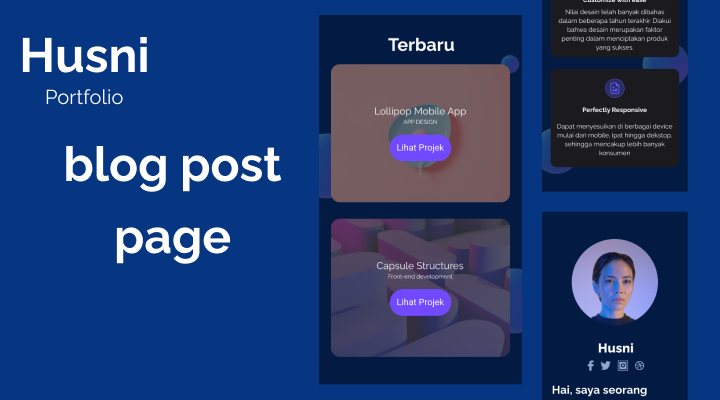 Husni
Portfolio
blog post
page
Terbaru
Lollipop Mobile App
APP DESIGN
Lihat Projek
Capsule Structures
Front-end development
Lihat Projek
Customize with ease
Nilai desain telah banyak dibahas
dalam beberapa tahun terakhir. Diakui
bahwa desain merupakan faktor
penting dalam menciptakan produk
yang sukses.
Perfectly Responsive
Dapat menyesuikan di berbagai device
mulai dari mobile, ipat hingga dekstop.
sehingga mencakup lebih banyak
konsumen
Husni
Hai, saya seorang